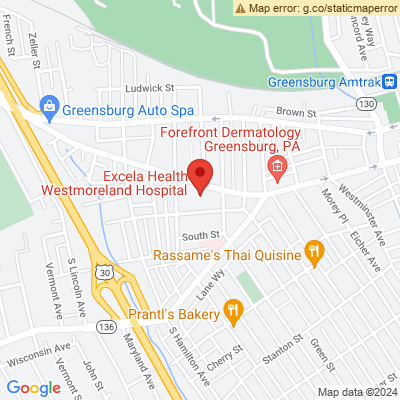 Map error: g.co/staticmaperror
French St
Zeller St
Ludwick St
Greensburg Amtrak
Greensburg Auto Spa
Brown St
130
Forefront Dermatology
Greensburg, PA
Excela Health
Westmoreland Hospital
Westminster Ave
Morey Pl
Eicher Ave
South St
Rassame's Thai Quisine
30
S Lincoln Ave
Vermont Ave
Lane Wy
Prantl's Bakery
136
Wisconsin Ave
John St
Maryland Ave
S Hamilton Ave
Cherry St
Stanton St
Green St
Google
Map data ©2024